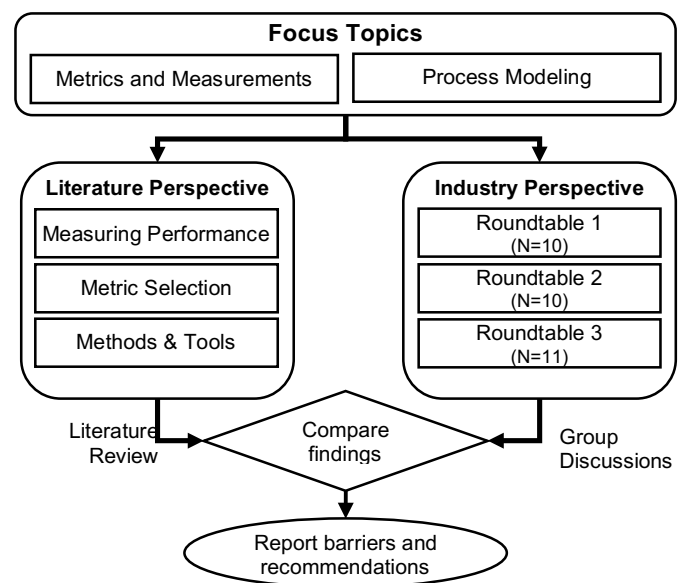 Focus Topics
Metrics and Measurements
Process Modeling
Literature Perspective
Measuring Performance
Metric Selection
Methods & Tools
Industry Perspective
Roundtable 1
(N=10)
Roundtable 2
(N=10)
Roundtable 3
(N=11)
Literature
Review
Compare
findings
Group
Discussions
Report barriers and
recommendations